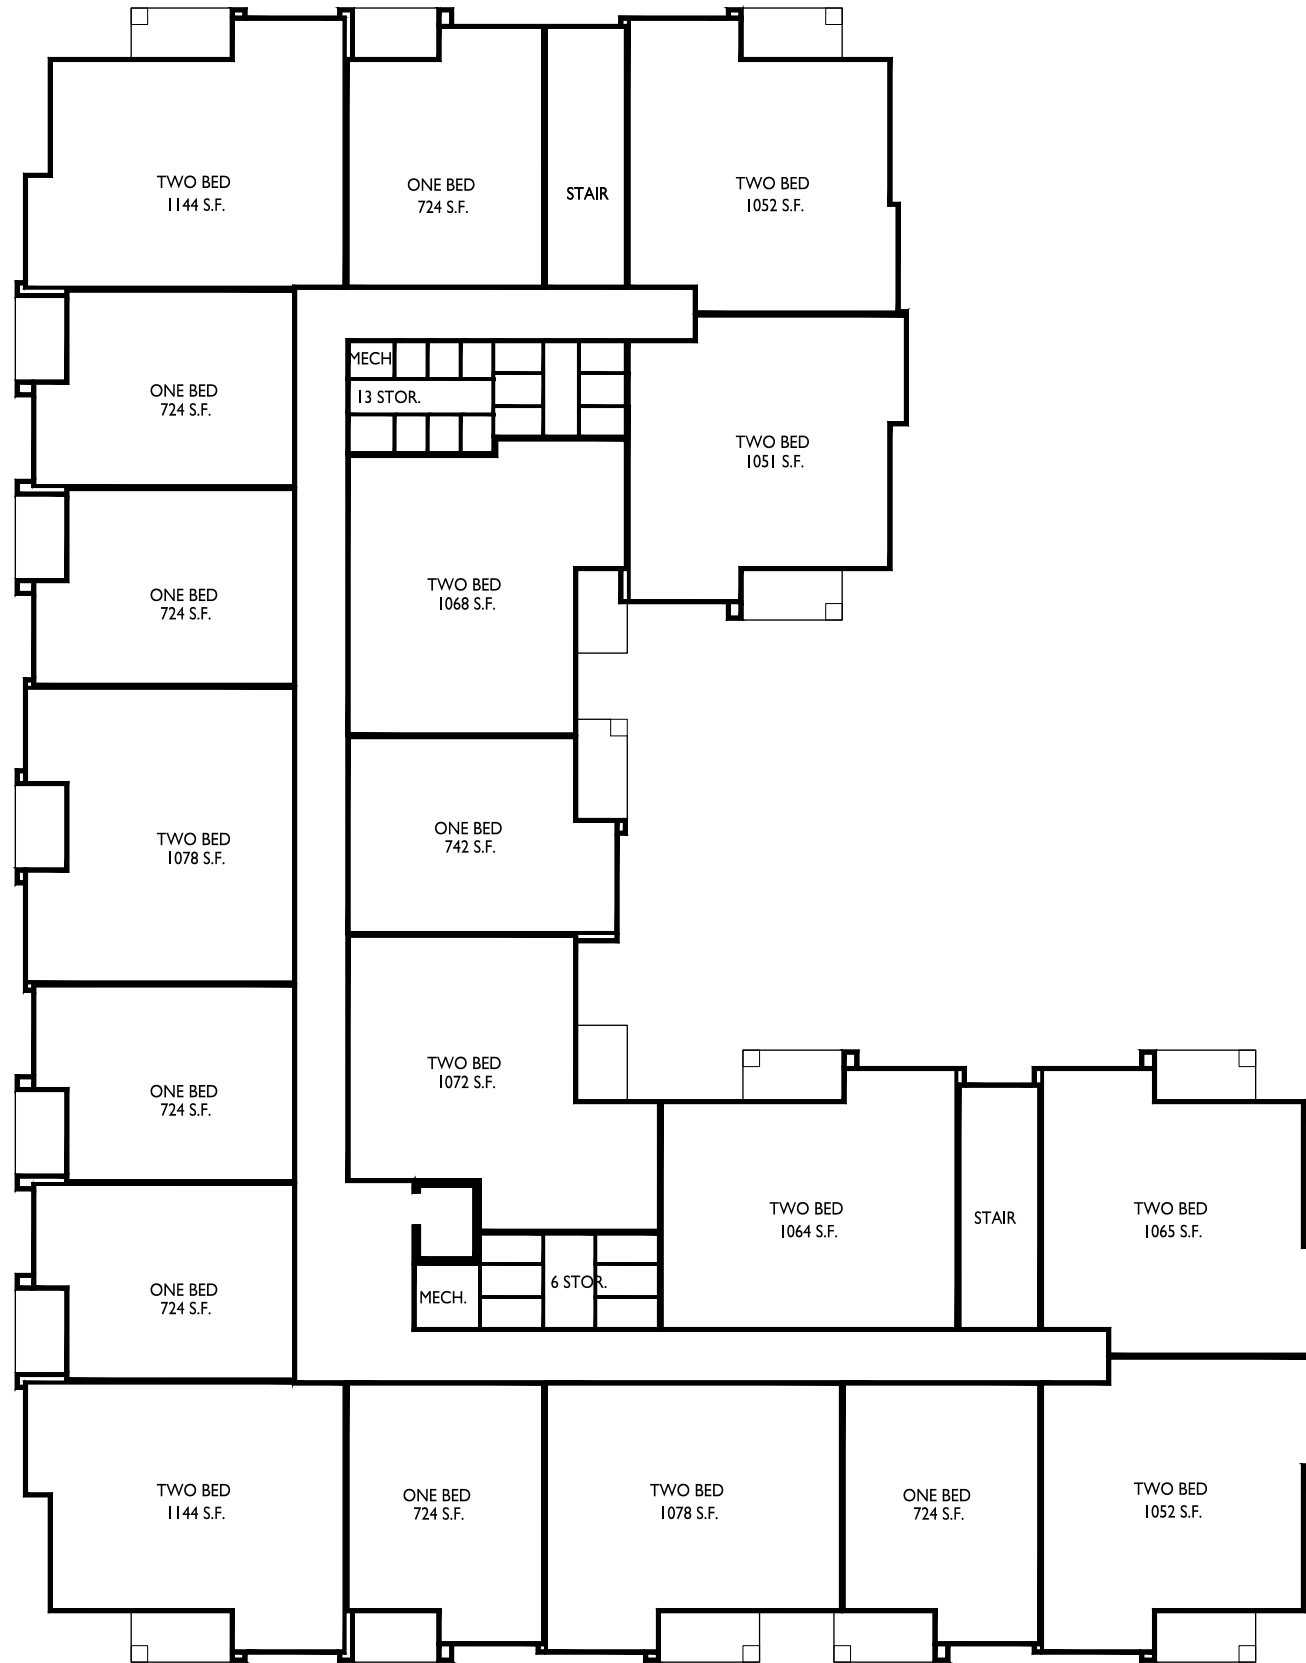 TWO BED
1144 S.F.
ONE BED
724 S.F.
STAIR
TWO BED
1052 S.F.
MECH
13 STOR.
ONE BED
724 S.F.
TWO BED
1051 S.F.
TWO BED
1068 S.F.
ONE BED
724 S.F.
TWO BED
1078 S.F.
ONE BED
742 S.F.
TWO BED
1072 S.F.
ONE BED
724 S.F.
TWO BED
1064 S.F.
STAIR
TWO BED
1065 S.F.
ONE BED
724 S.F.
MECH.
6 STOR.
TWO BED
1144 S.F.
ONE BED
724 S.F.
TWO BED
1078 S.F.
ONE BED
724 S.F.
TWO BED
1052 S.F.